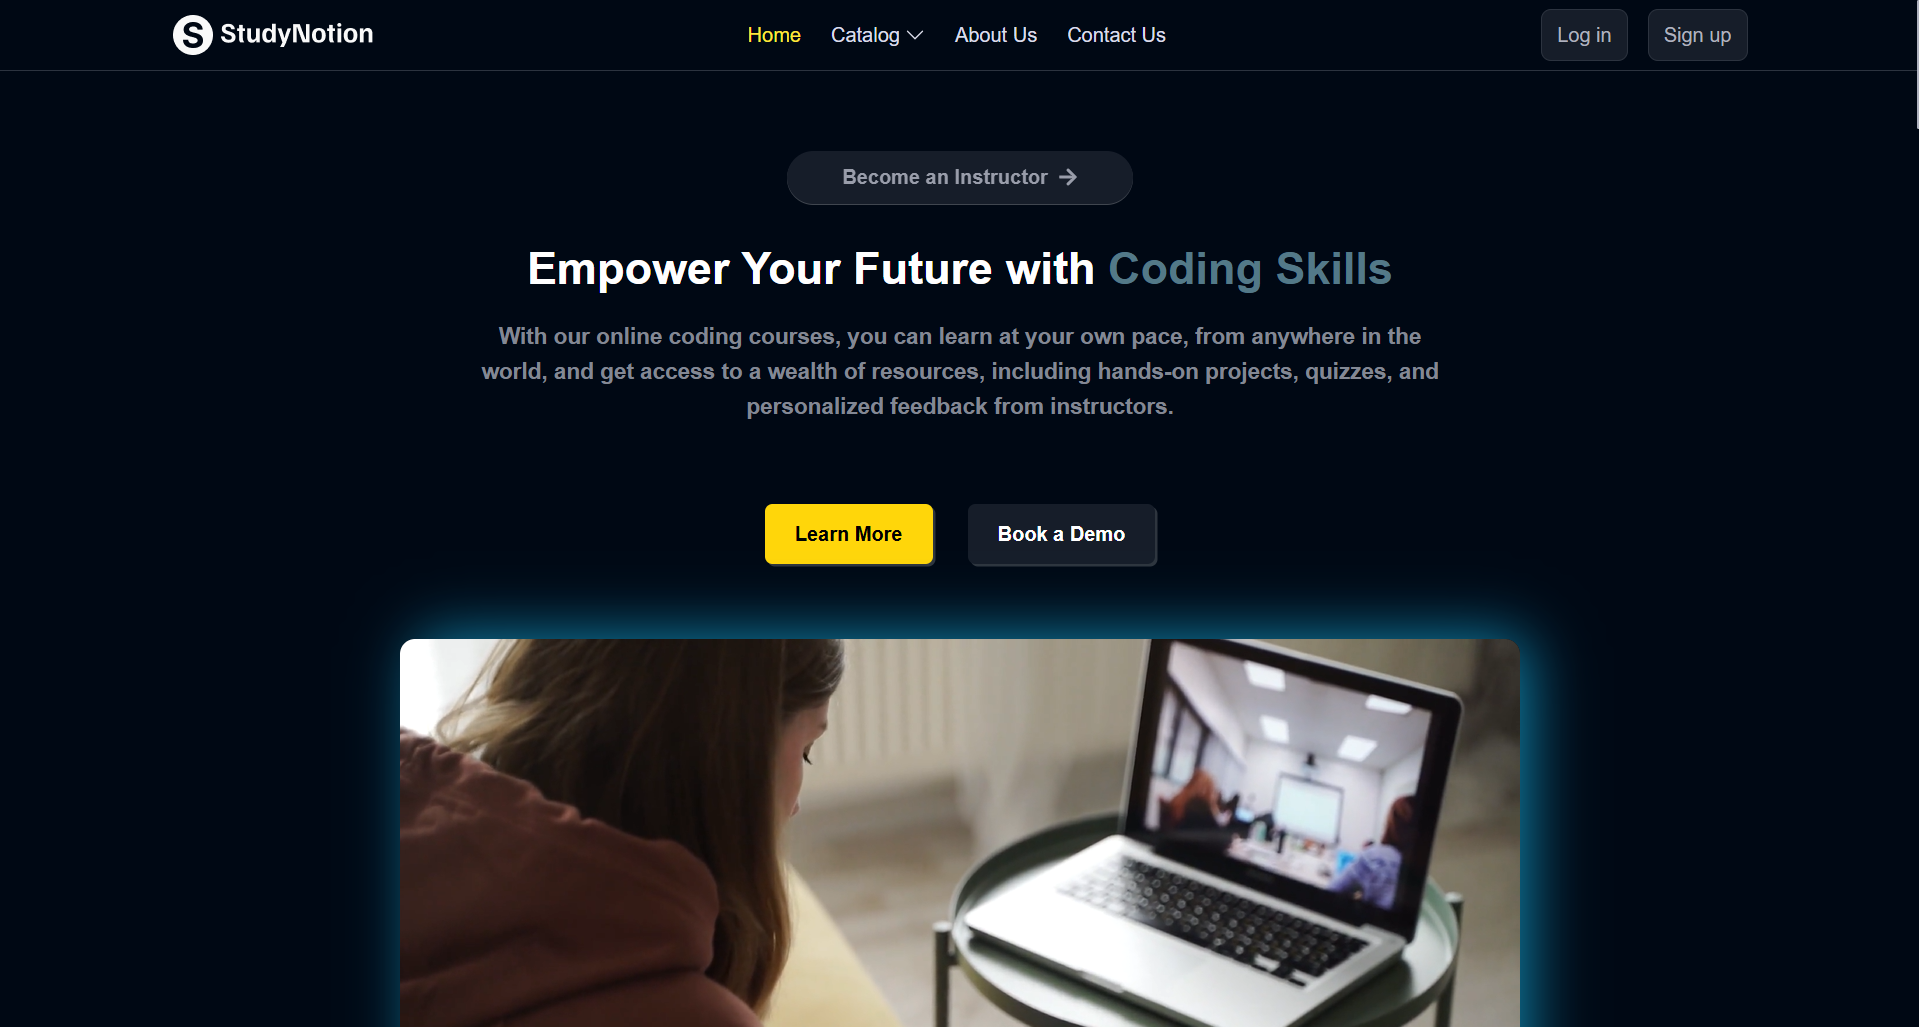 S StudyNotion
Home Catalog About Us Contact Us
Log in Sign up
Become an Instructor
Empower Your Future with Coding Skills
With our online coding courses, you can learn at your own pace, from anywhere in the
world, and get access to a wealth of resources, including hands-on projects, quizzes, and
personalized feedback from instructors.
Learn More
Book a Demo